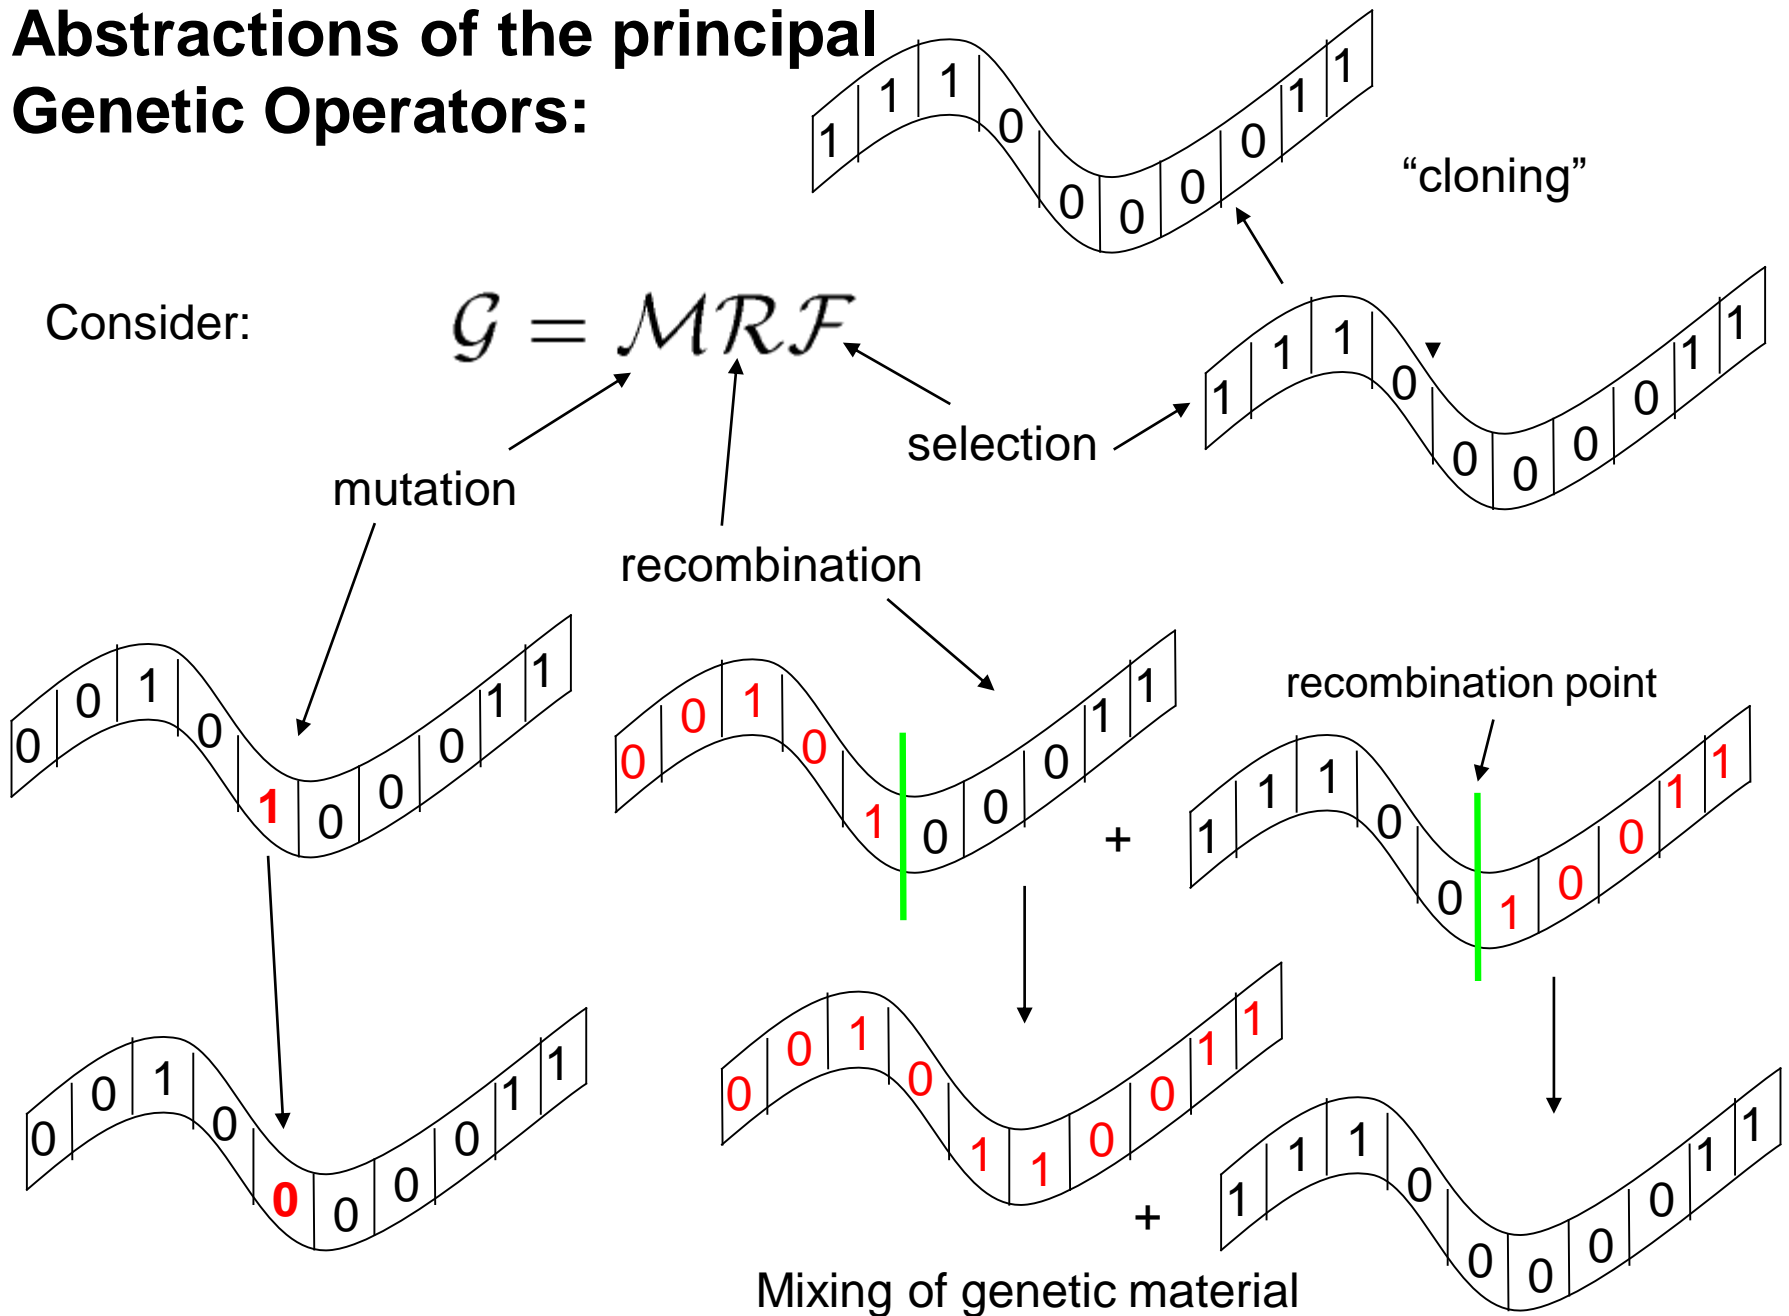 Abstractions of the principal
Genetic Operators:
1 1 1 0 0 0 0 0 1 1
“cloning”
Consider:
𝒢 = ℳℛℱ
1 1 1 0 0 0 0 0 1 1
selection
mutation
recombination
0 0 1 0 1 0 0 0 1 1
0 0 1 0 1 0 0 0 1 1
recombination point
+
1 1 1 0 0 1 0 0 1 1
0 0 1 0 0 0 0 0 1 1
0 0 1 0 1 1 0 0 1 1
+
1 1 1 0 0 0 0 0 1 1
Mixing of genetic material